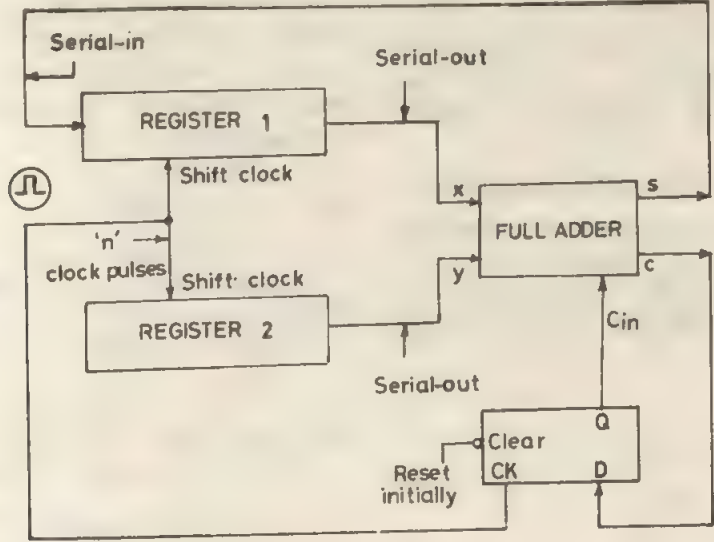 Serial-in
Serial-out
REGISTER 1
Shift clock
x
s
FULL ADDER
'n'
clock pulses
y
c
Shift clock
REGISTER 2
Cin
Serial-out
Q
Clear
Reset
initially
CK
D